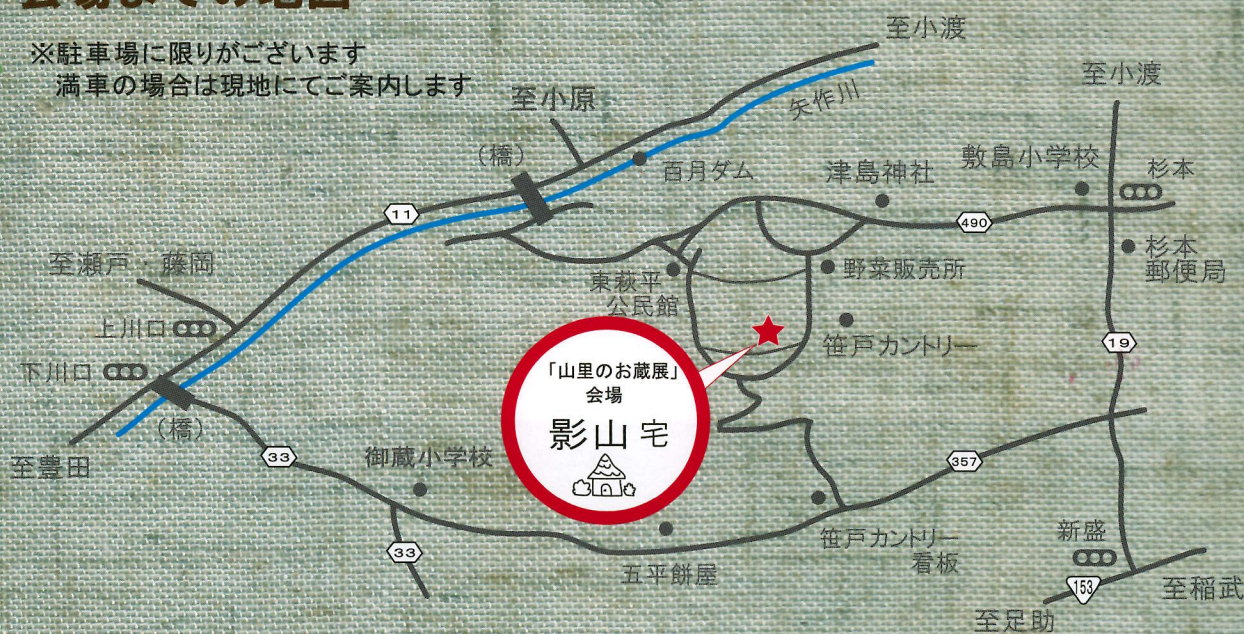 会場までの地図
※駐車場に限りがございます
満車の場合は現地にてご案内します
至小渡
至小渡
矢作川
至小原
(橋)
百月ダム
津島神社
敷島小学校
杉本
11
490
杉本
郵便局
至瀬戸・藤岡
東萩平
公民館
野菜販売所
上川口
笹戸カントリー
19
下川口
「山里のお蔵展」
会場
影山 宅
(橋)
至豊田
33
御蔵小学校
357
33
五平餅屋
笹戸カントリー
看板
新盛
153
至稲武
至足助